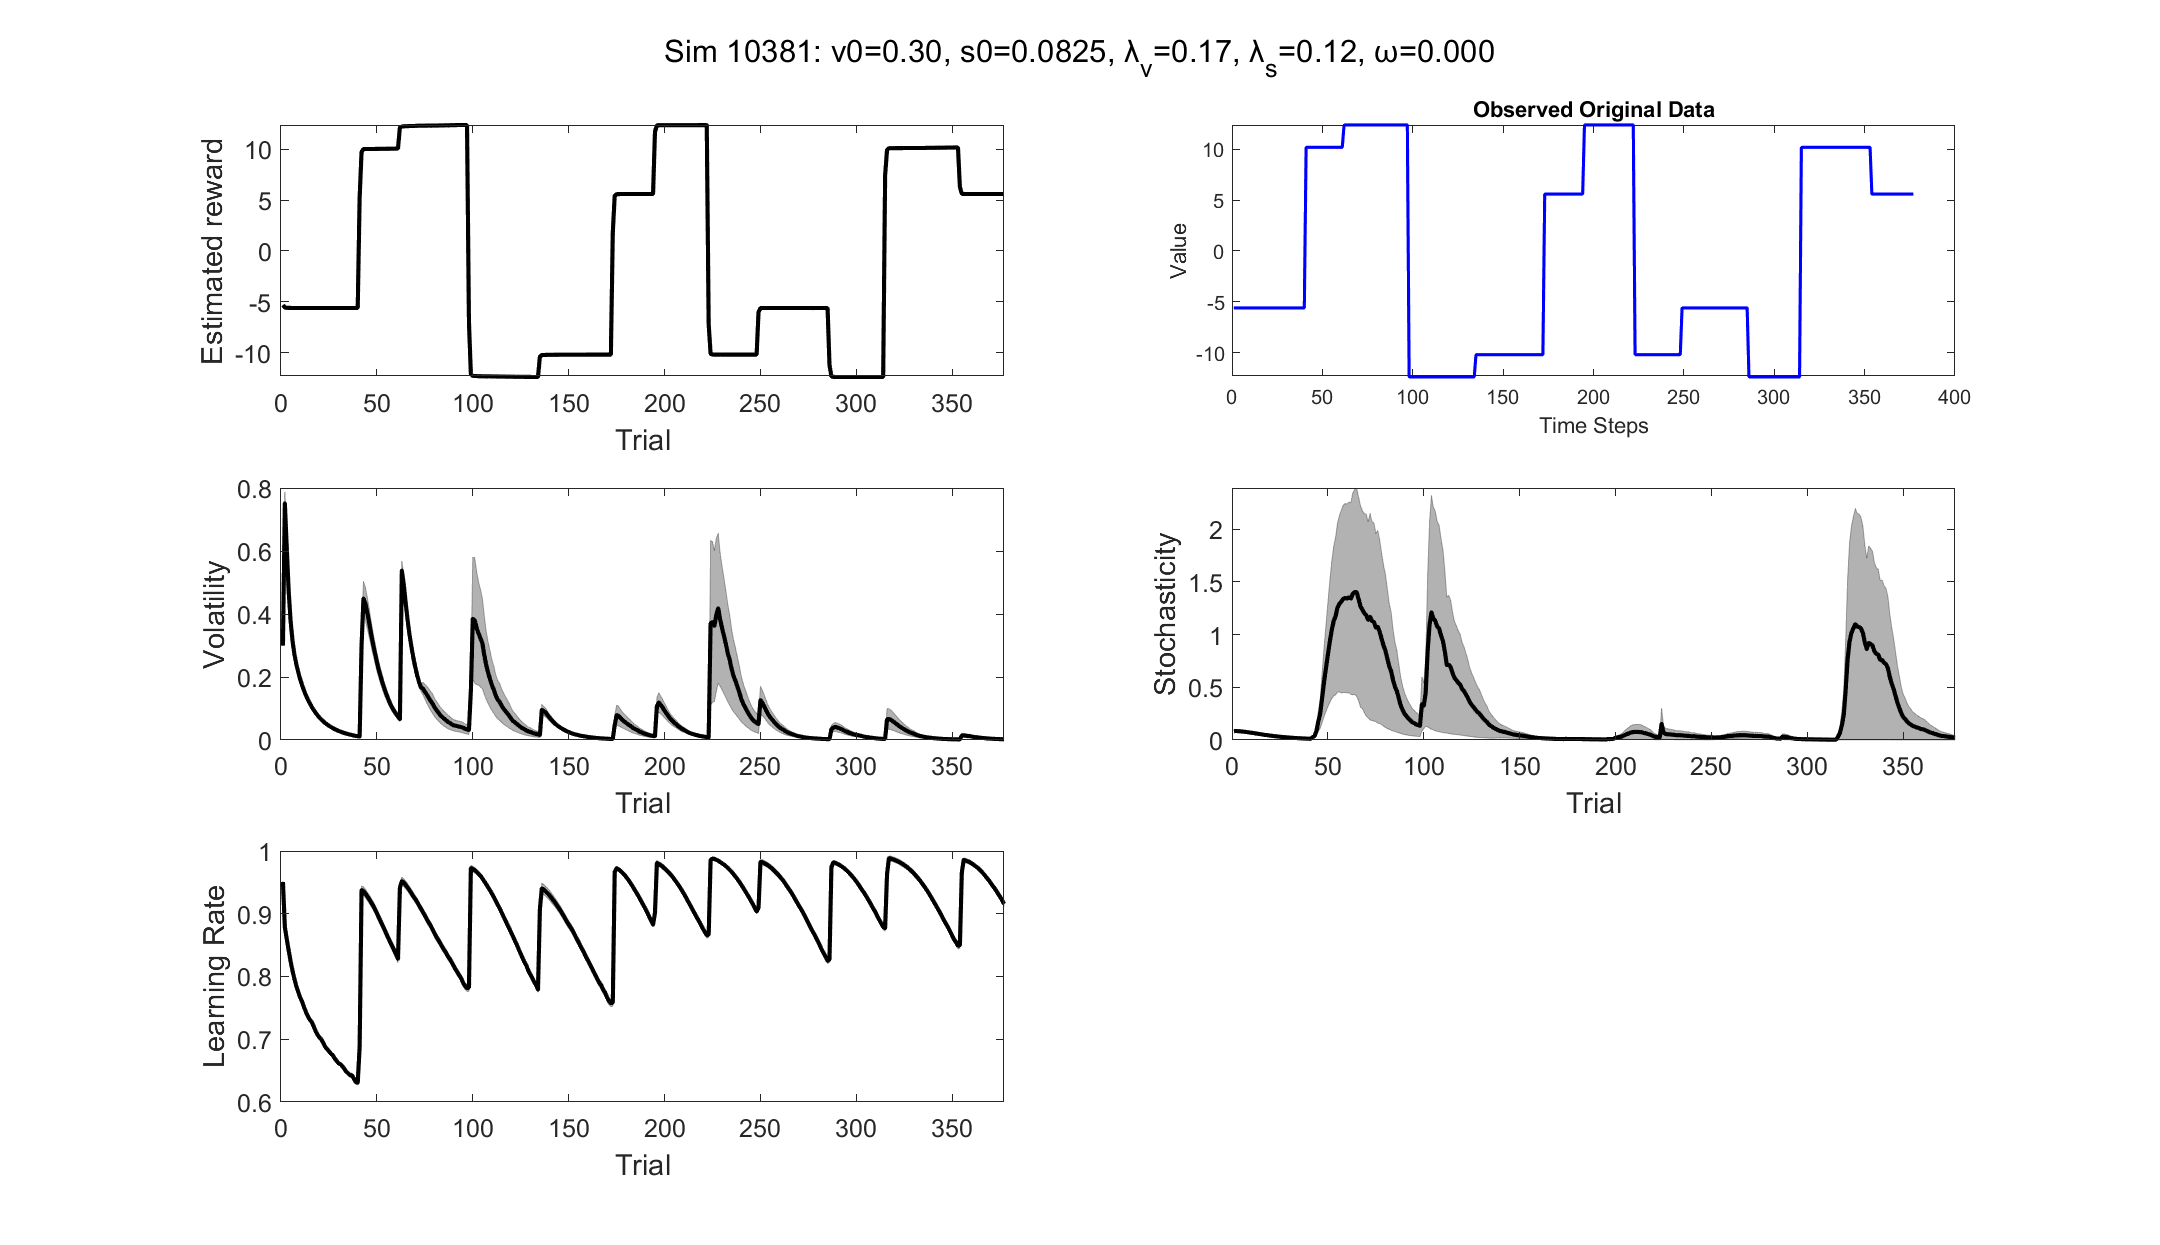 Sim 10381: v0=0.30, s0=0.0825, λv=0.17, λs=0.12, ω=0.000
Estimated reward
10
5
0
-5
-10
0 50 100 150 200 250 300 350
Trial
Observed Original Data
Value
10
5
0
-5
-10
0 50 100 150 200 250 300 350 400
Time Steps
Volatility
0.8
0.6
0.4
0.2
0
0 50 100 150 200 250 300 350
Trial
Stochasticity
2
1.5
1
0.5
0
0 50 100 150 200 250 300 350
Trial
Learning Rate
1
0.9
0.8
0.7
0.6
0 50 100 150 200 250 300 350
Trial